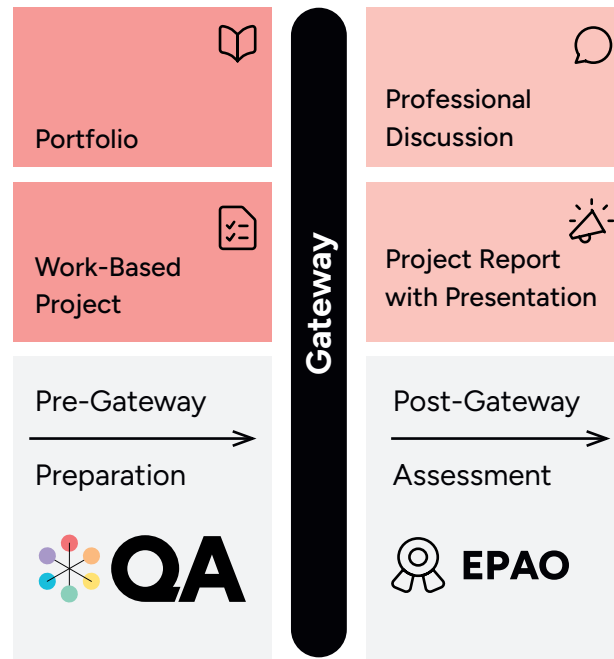 Portfolio
Work-Based
Project
Pre-Gateway
Preparation
QA
Gateway
Professional
Discussion
Project Report
with Presentation
Post-Gateway
Assessment
EPAO